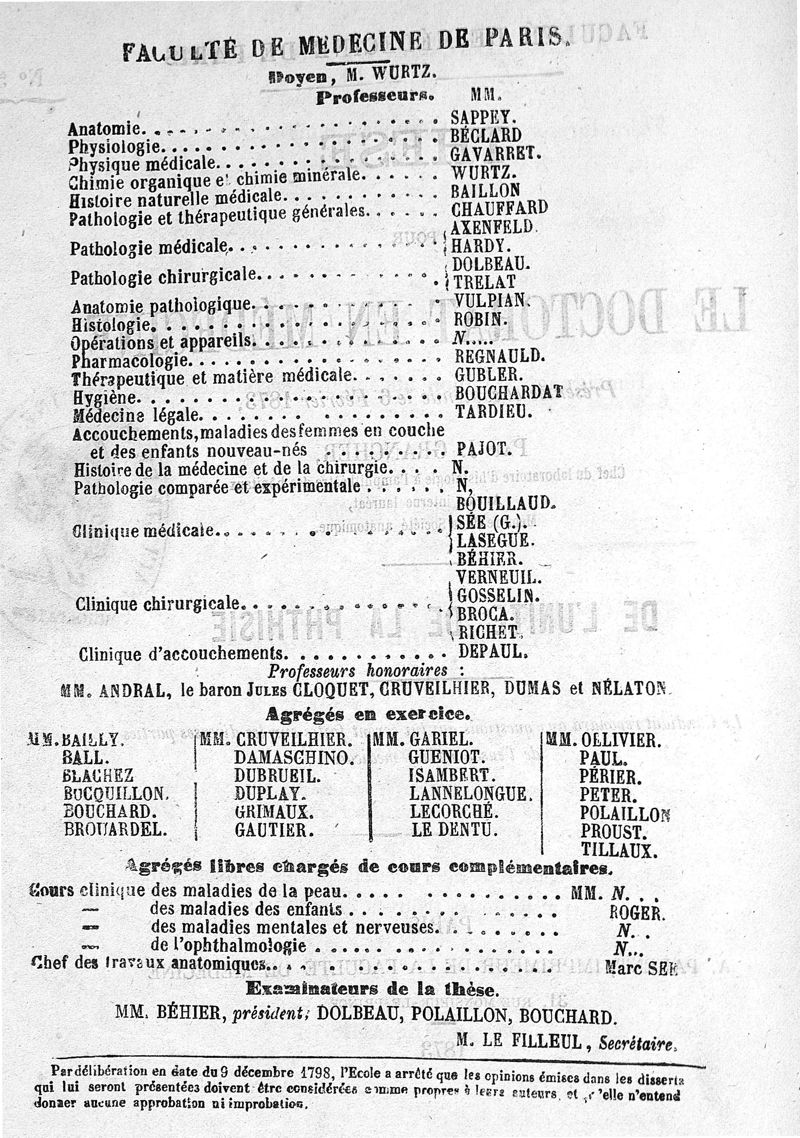 FACULTÉ DE MÉDECINE DE PARIS.
Doyen, M. WURTZ.
Professeurs. MM.
Anatomie. . . . . . . . . . SAPPEY.
Physiologie. . . . . . . . . . BÉCLARD
Physique médicale. . . . . . . . . . GAVARRET.
Chimie organique et chimie minérale. . . . . . WURTZ.
Histoire naturelle médicale. . . . . . . . . . BAILLON
Pathologie et thérapeutique générales. . . . . . CHAUFFARD
AXENFELD.
Pathologie médicale. . . . . . . . . . HARDY.
DOLBEAU.
Pathologie chirurgicale. . . . . . . . . . TRELAT
Anatomie pathologique. . . . . . . . . . VULPIAN.
Histologie. . . . . . . . . . ROBIN.
Opérations et appareils. . . . . . . . . . N.....
Pharmacologie. . . . . . . . . . REGNAULD.
Thérapeutique et matière médicale. . . . . . . GUBLER.
Hygiène. . . . . . . . . . BOUCHARDAT
Médecine légale. . . . . . . . . . TARDIEU.
Accouchements, maladies des femmes en couche
et des enfants nouveau-nés . . . . . . . . . PAJOT.
Histoire de la médecine et de la chirurgie. . . . N.
Pathologie comparée et expérimentale . . . . . . N,
BOUILLAUD.
SÉE (G.).
Clinique médicale. . . . . . . . . .
LASEGUE.
BÉHIER.
VERNEUIL.
GOSSELIN.
Clinique chirurgicale. . . . . . . . . .
BROCA.
RICHET.
Clinique d'accouchements. . . . . . . . . . DEPAUL.
Professeurs honoraires :
MM. ANDRAL, le baron JULES CLOQUET, CRUVEILHIER, DUMAS et NÉLATON.
Agrégés en exercice.
MM. BAILLY. MM. CRUVEILHIER. MM. GARIEL. MM. OLLIVIER.
BALL. DAMASCHINO. GUENIOT. PAUL.
BLACHEZ DUBRUEIL. ISAMBERT. PÉRIER.
BOCQUILLON. DUPLAY. LANNELONGUE. PETER.
BOUCHARD. GRIMAUX. LECORCHÉ. POLAILLON
BROUARDEL. GAUTIER. LE DENTU. PROUST.
TILLAUX.
Agrégés libres chargés de cours complémentaires.
Cours clinique des maladies de la peau. . . . . . . . . . MM. N. . .
— des maladies des enfants . . . . . . . . . . ROGER.
— des maladies mentales et nerveuses. . . . . . . . N. .
— de l'ophthalmologie . . . . . . . . . . N...
Chef des travaux anatomiques. . . . . . . . . . Marc SÉE
Examinateurs de la thèse.
MM. BÉHIER, président; DOLBEAU, POLAILLON, BOUCHARD.
M. LE FILLEUL, Secrétaire.
Par délibération en date du 9 décembre 1798, l'Ecole a arrêté que les opinions émises dans les disserta
qui lui seront présentées doivent être considérées comme propres à leurs auteurs, et qu'elle n'entend
donner aucune approbation ni improbation.